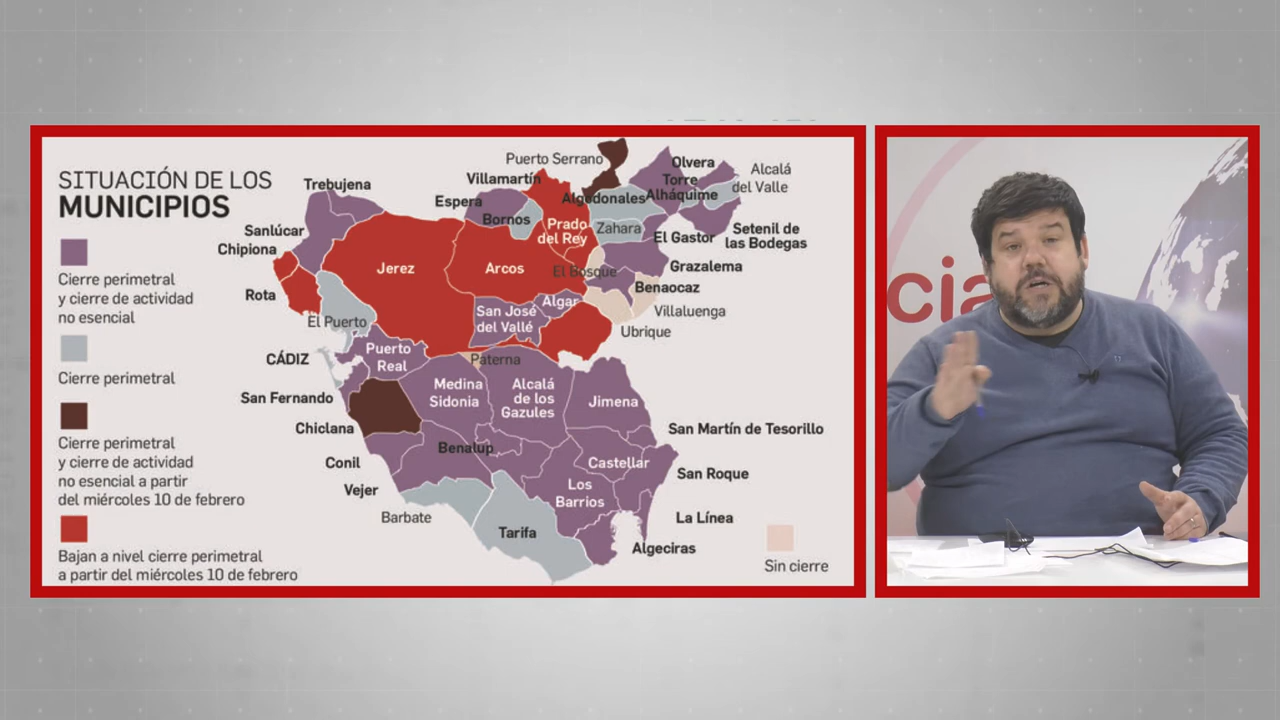 SITUACIÓN DE LOS
MUNICIPIOS
Cierre perimetral
y cierre de actividad
no esencial
Cierre perimetral
Cierre perimetral
y cierre de actividad
no esencial a partir
del miércoles 10 de febrero
Bajan a nivel cierre perimetral
a partir del miércoles 10 de febrero
Puerto Serrano
Olvera
Alcalá
del Valle
Trebujena
Villamartín
Torre
Alháquime
Espera
Algodonales
Bornos
Prado
del Rey
Zahara
Setenil de
las Bodegas
El Gastor
Sanlúcar
Chipiona
Jerez
Arcos
El Bosque
Grazalema
Benaocaz
Rota
Algar
Villaluenga
San José
del Vallé
Ubrique
El Puerto
CÁDIZ
Puerto
Real
Paterna
San Fernando
Medina
Sidonia
Alcalá
de los
Gazules
Jimena
Chiclana
San Martín de Tesorillo
Benalup
Conil
Castellar
San Roque
Vejer
Los
Barrios
Barbate
Tarifa
La Línea
Algeciras
Sin cierre
cia